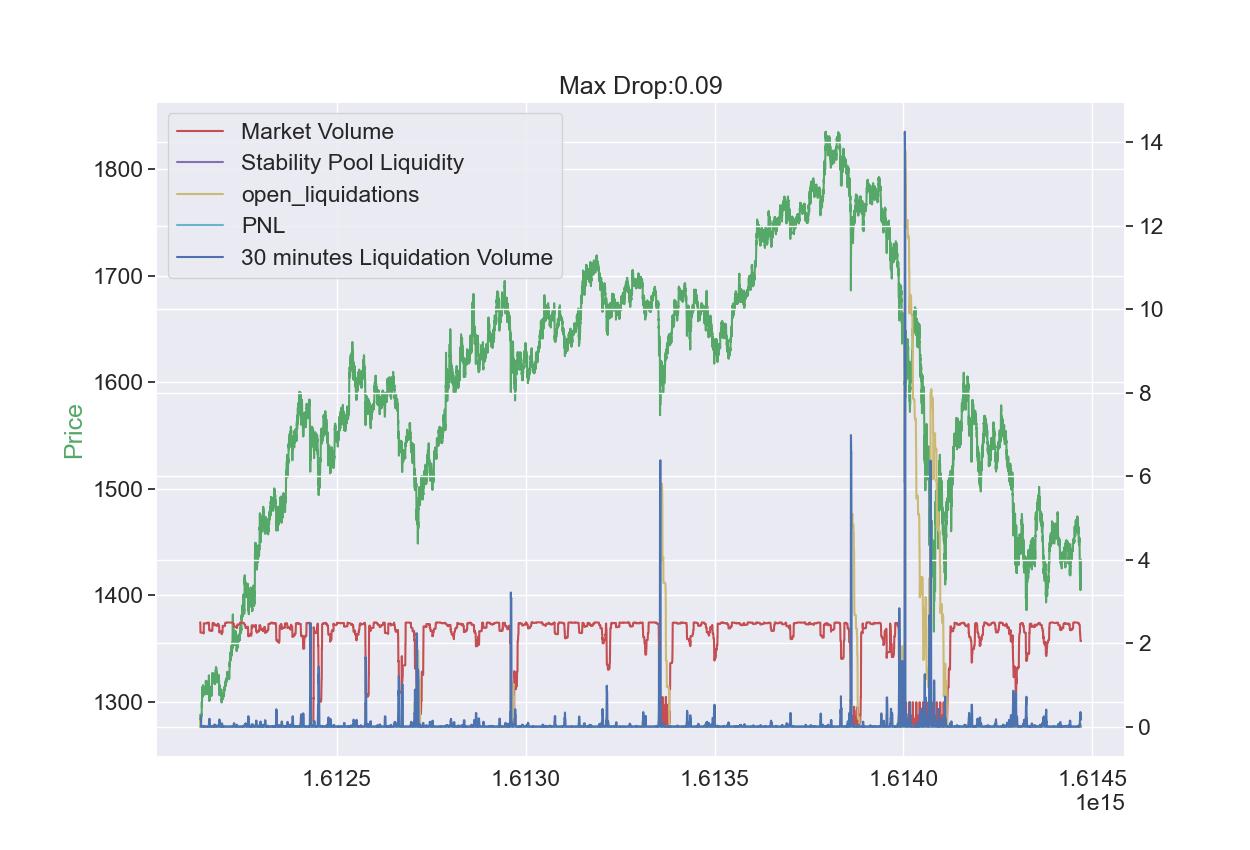 Max Drop:0.09
Market Volume
Stability Pool Liquidity
open_liquidations
PNL
30 minutes Liquidation Volume
Price
1800
1700
1600
1500
1400
1300
14
12
10
8
6
4
2
0
1.6125
1.6130
1.6135
1.6140
1.6145
1e15